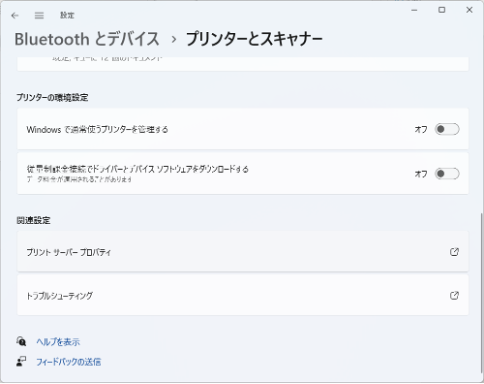 設定
Bluetooth とデバイス › プリンターとスキャナー
プリンターの環境設定
Windows で通常使うプリンターを管理する
オフ
従量制課金接続でドライバーとデバイス ソフトウェアをダウンロードする
オフ
データ料金が適用されることがあります
関連設定
プリント サーバー プロパティ
トラブルシューティング
ヘルプを表示
フィードバックの送信